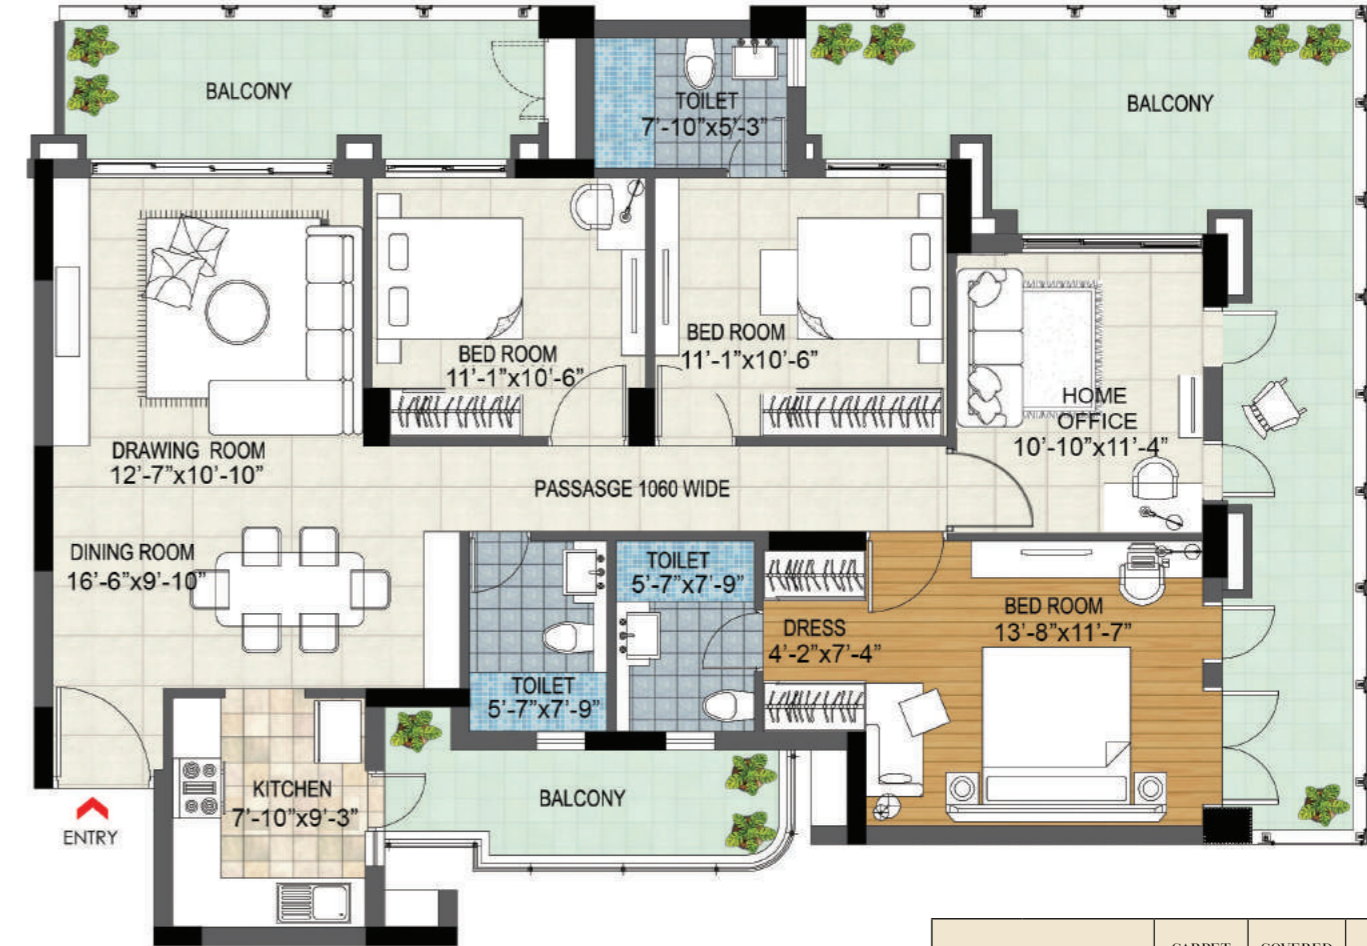 BALCONY
TOILET
7'-10"x5'-3"
BALCONY
BED ROOM
11'-1"x10'-6"
BED ROOM
11'-1"x10'-6"
HOME
OFFICE
10'-10"x11'-4"
DRAWING ROOM
12'-7"x10'-10"
PASSASGE 1060 WIDE
DINING ROOM
16'-6"x9'-10"
TOILET
5'-7"x7'-9"
DRESS
4'-2"x7'-4"
BED ROOM
13'-8"x11'-7"
TOILET
5'-7"x7'-9"
KITCHEN
7'-10"x9'-3"
BALCONY
ENTRY
CARPET COVERED